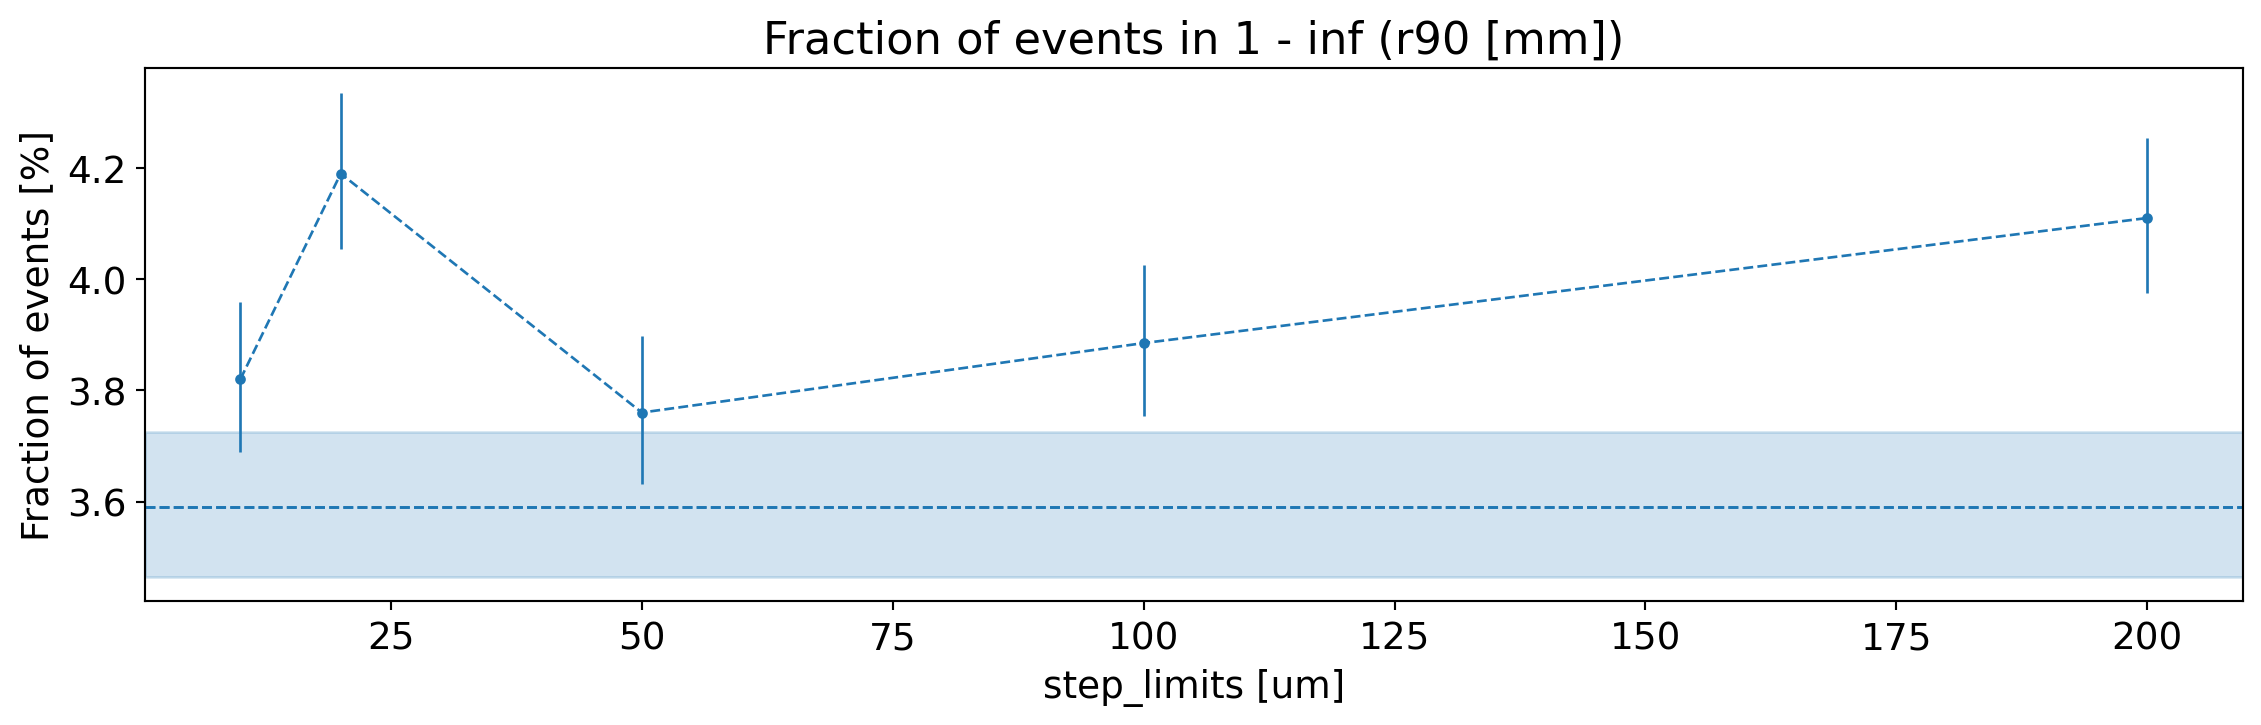 Fraction of events in 1 - inf (r90 [mm])
Fraction of events [%]
4.2
4.0
3.8
3.6
25 50 75 100 125 150 175 200
step_limits [um]